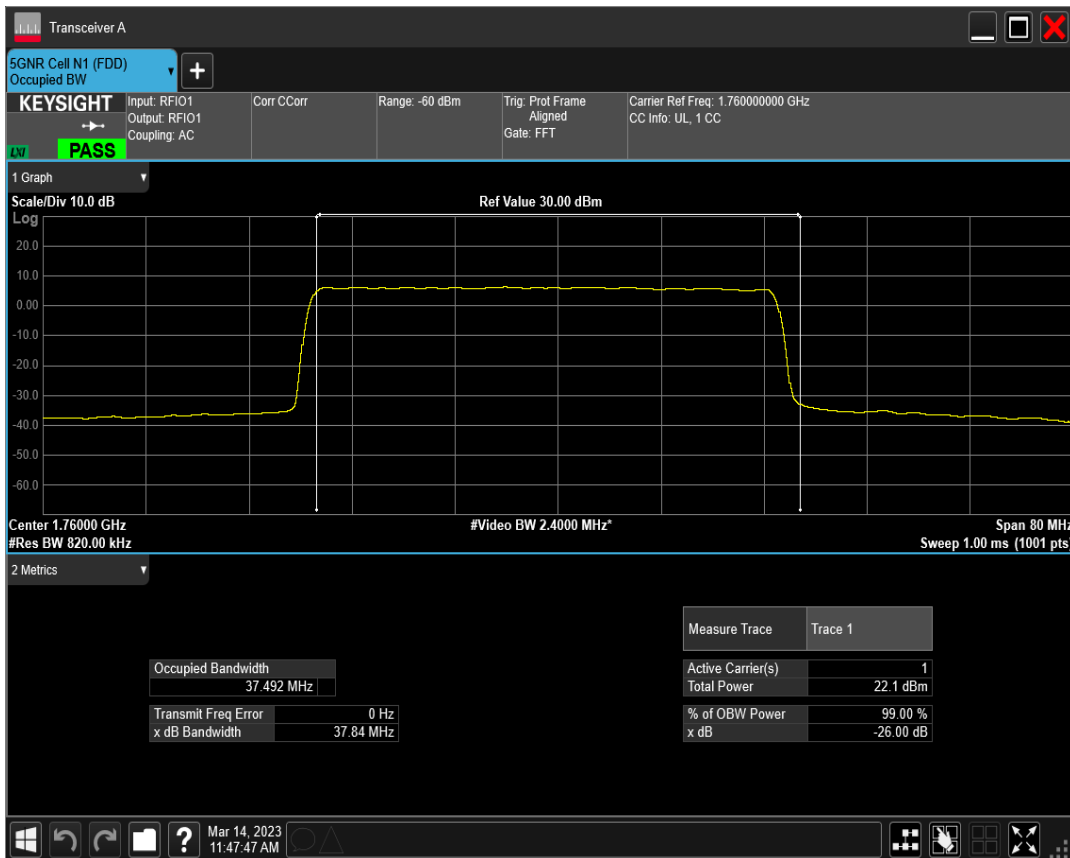 Transceiver A
5GNR Cell N1 (FDD)
Occupied BW
+
KEYSIGHT
LXI
PASS
Input: RFIO1
Output: RFIO1
Coupling: AC
Corr CCorr
Range: -60 dBm
Trig: Prot Frame
Aligned
Gate: FFT
Carrier Ref Freq: 1.760000000 GHz
CC Info: UL, 1 CC
1 Graph
Scale/Div 10.0 dB
Ref Value 30.00 dBm
Log
20.0
10.0
0.00
-10.0
-20.0
-30.0
-40.0
-50.0
-60.0
Center 1.76000 GHz
#Video BW 2.4000 MHz*
Span 80 MHz
#Res BW 820.00 kHz
Sweep 1.00 ms (1001 pts)
2 Metrics
Measure Trace Trace 1
Occupied Bandwidth
37.492 MHz
Active Carrier(s) 1
Total Power 22.1 dBm
Transmit Freq Error 0 Hz
x dB Bandwidth 37.84 MHz
% of OBW Power 99.00 %
x dB -26.00 dB
?
Mar 14, 2023
11:47:47 AM